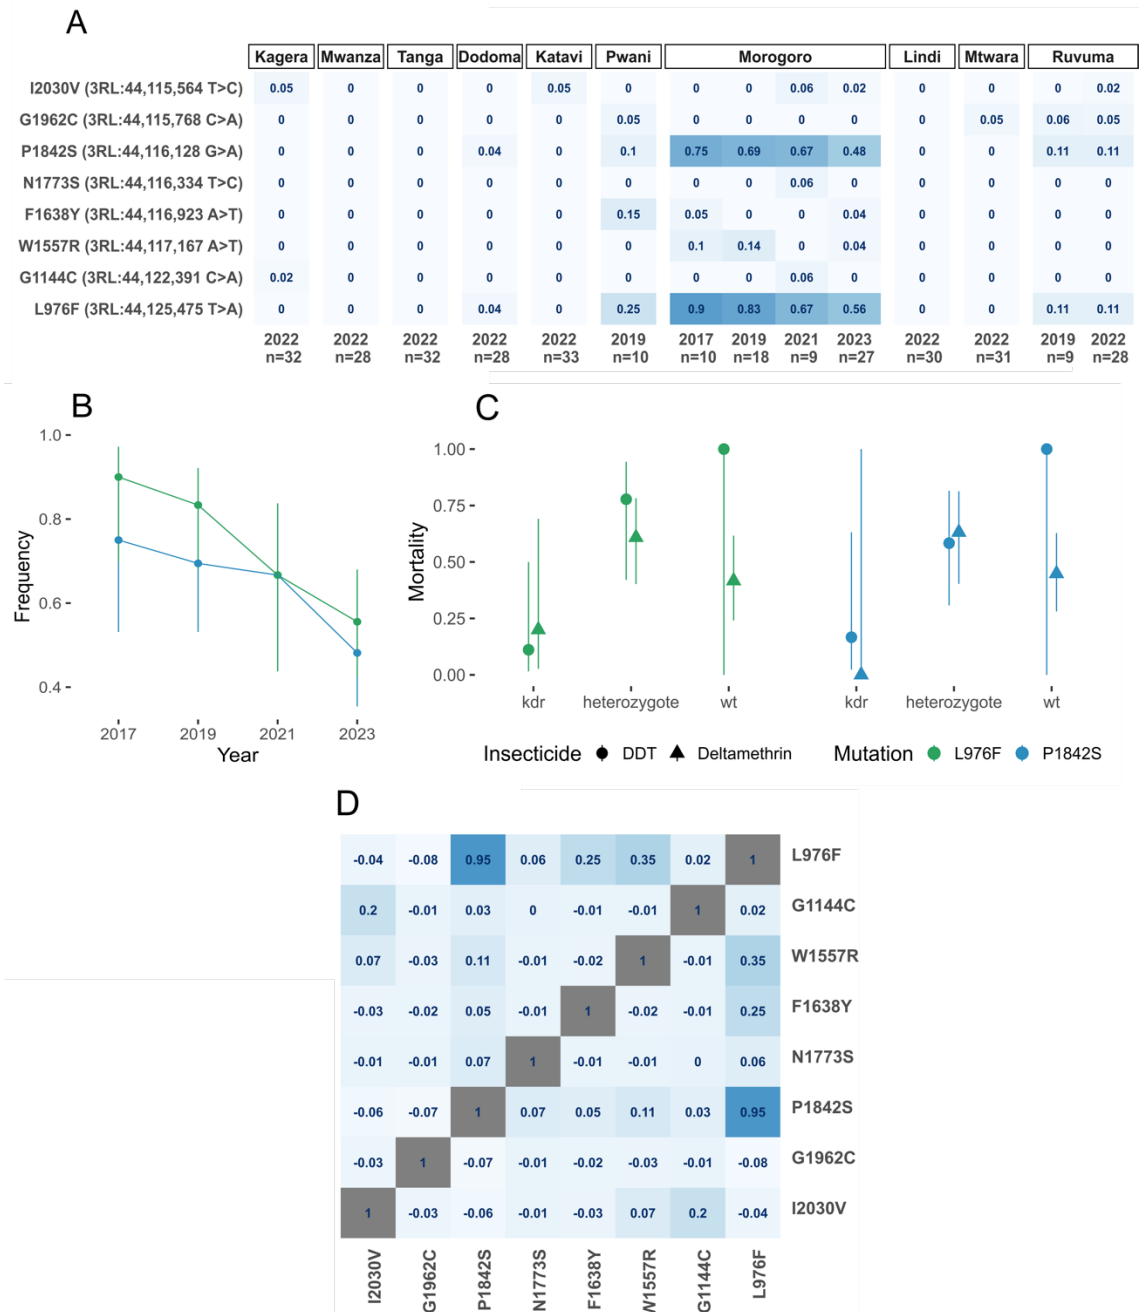 A
Kagera Mwanza Tanga Dodoma Katavi Pwani Morogoro Lindi Mtwara Ruvuma
I2030V (3RL:44,115,564 T>C) 0.05 0 0 0 0.05 0 0 0 0.06 0.02 0 0 0 0.02
G1962C (3RL:44,115,768 C>A) 0 0 0 0 0 0.05 0 0 0 0 0 0.05 0.06 0.05
P1842S (3RL:44,116,128 G>A) 0 0 0 0.04 0 0.1 0.75 0.69 0.67 0.48 0 0 0.11 0.11
N1773S (3RL:44,116,334 T>C) 0 0 0 0 0 0 0 0 0.06 0 0 0 0 0
F1638Y (3RL:44,116,923 A>T) 0 0 0 0 0 0.15 0.05 0 0 0.04 0 0 0 0
W1557R (3RL:44,117,167 A>T) 0 0 0 0 0 0 0.1 0.14 0 0.04 0 0 0 0
G1144C (3RL:44,122,391 C>A) 0.02 0 0 0 0 0 0 0 0.06 0 0 0 0 0
L976F (3RL:44,125,475 T>A) 0 0 0 0.04 0 0.25 0.9 0.83 0.67 0.56 0 0 0.11 0.11
2022 2022 2022 2022 2022 2019 2017 2019 2021 2023 2022 2022 2019 2022
n=32 n=28 n=32 n=28 n=33 n=10 n=10 n=18 n=9 n=27 n=30 n=31 n=9 n=28
B
1.0
0.8
0.6
0.4
Frequency
2017 2019 2021 2023
Year
C
1.00
0.75
0.50
0.25
0.00
Mortality
kdr heterozygote wt kdr heterozygote wt
Insecticide DDT Deltamethrin Mutation L976F P1842S
D
-0.04 -0.08 0.95 0.06 0.25 0.35 0.02 1 L976F
0.2 -0.01 0.03 0 -0.01 -0.01 1 0.02 G1144C
0.07 -0.03 0.11 -0.01 -0.02 1 -0.01 0.35 W1557R
-0.03 -0.02 0.05 -0.01 1 -0.02 -0.01 0.25 F1638Y
-0.01 -0.01 0.07 1 -0.01 -0.01 0 0.06 N1773S
-0.06 -0.07 1 0.07 0.05 0.11 0.03 0.95 P1842S
-0.03 1 -0.07 -0.01 -0.02 -0.03 -0.01 -0.08 G1962C
1 -0.03 -0.06 -0.01 -0.03 0.07 0.2 -0.04 I2030V
I2030V G1962C P1842S N1773S F1638Y W1557R G1144C L976F